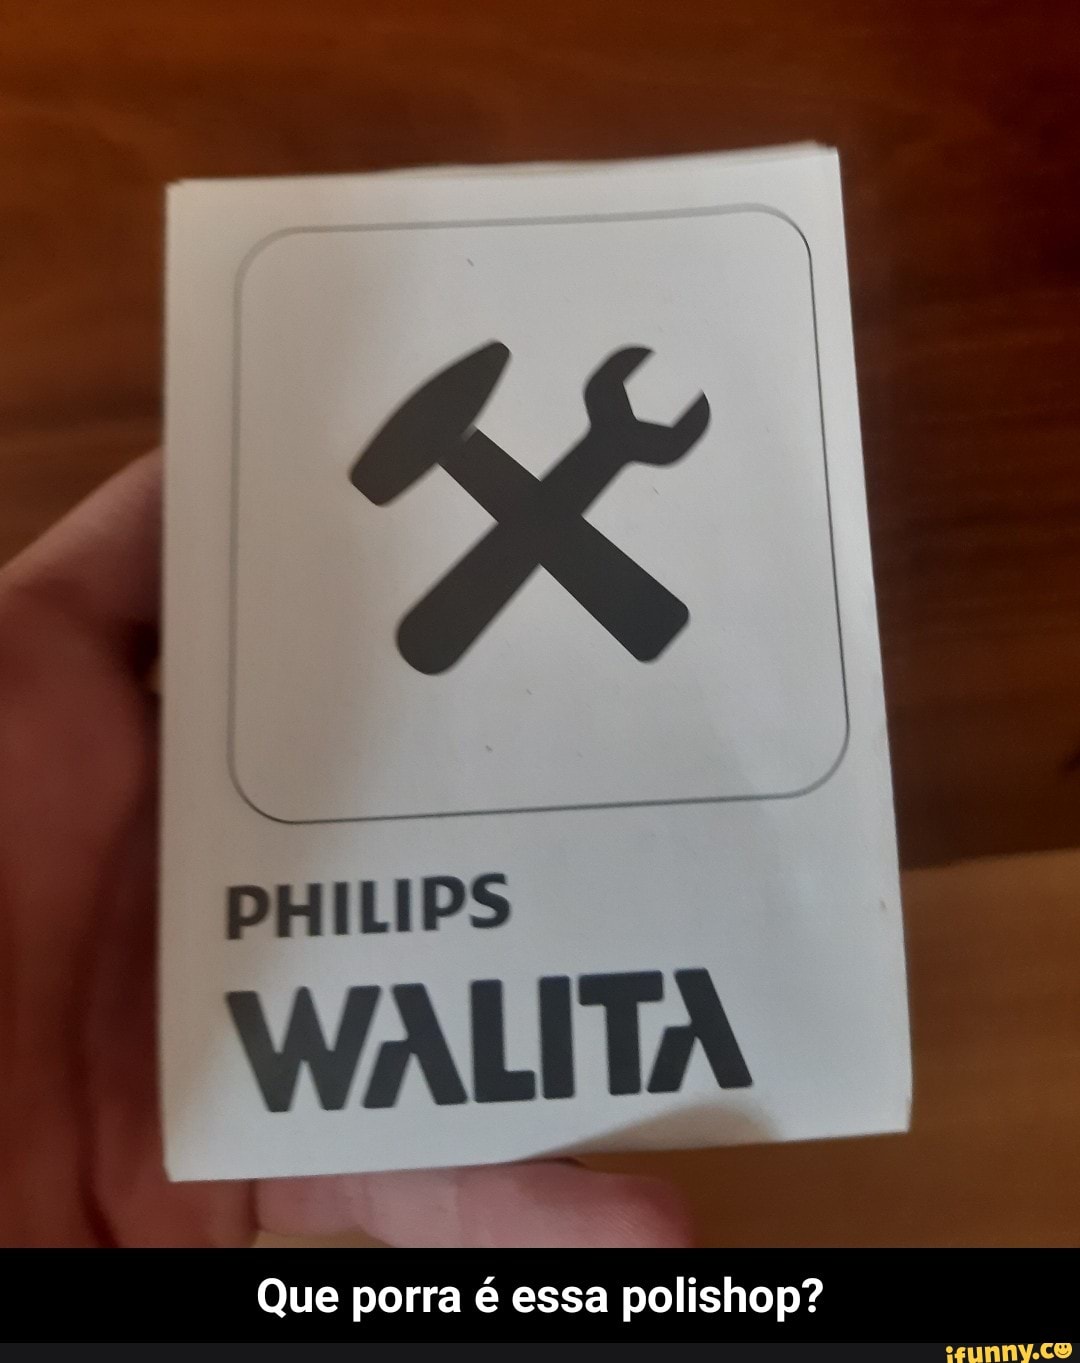 PHILIPS
WALITA
Que porra é essa polishop?
ifunny.co